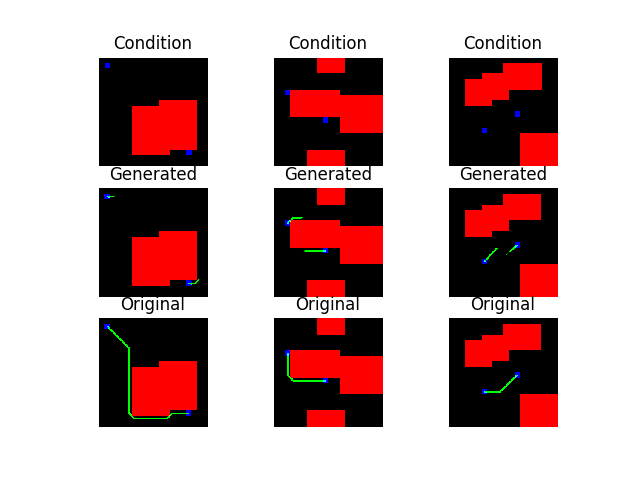 Condition Condition Condition
Generated Generated Generated
Original Original Original